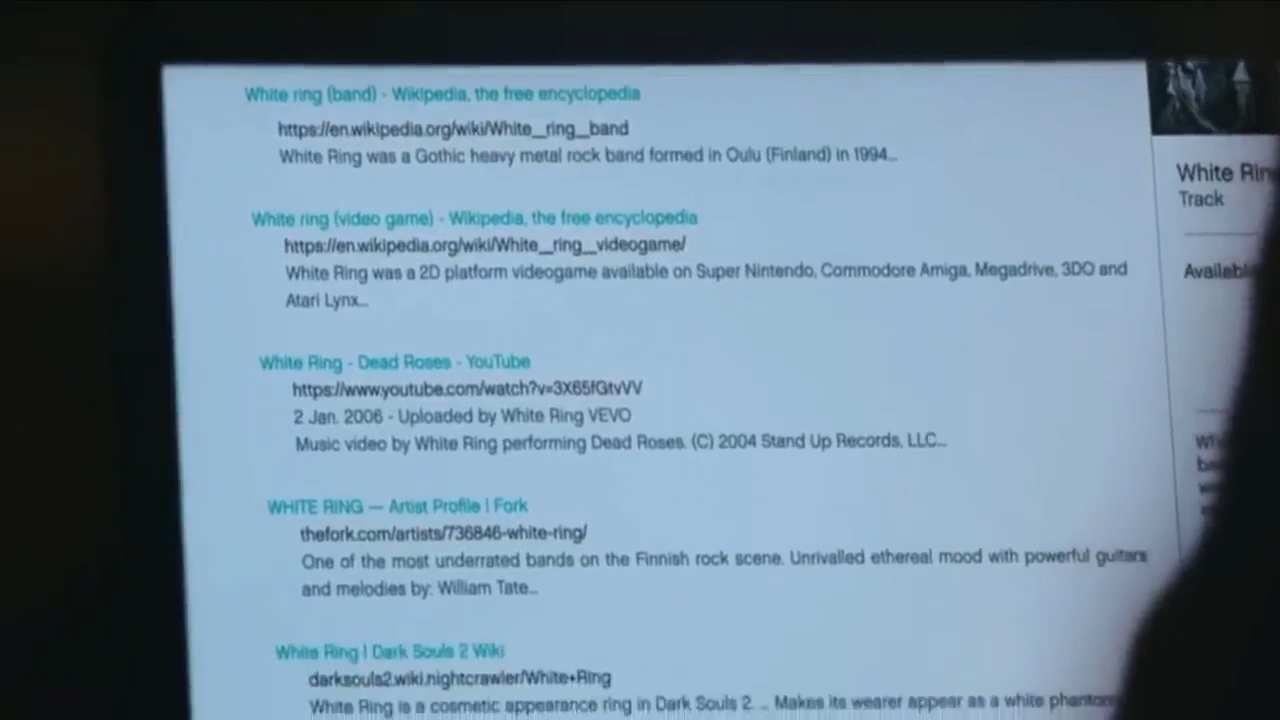 White ring (band) - Wikipedia, the free encyclopedia
https://en.wikipedia.org/wiki/White_ring_band
White Ring was a Gothic heavy metal rock band formed in Oulu (Finland) in 1994...
White ring (video game) - Wikipedia, the free encyclopedia
https://en.wikipedia.org/wiki/White_ring_videogame/
White Ring was a 2D platform videogame available on Super Nintendo, Commodore Amiga, Megadrive, 3DO and
Atari Lynx...
White Ring - Dead Roses - YouTube
https://www.youtube.com/watch?v=3X65fGtvVV
2 Jan. 2006 - Uploaded by White Ring VEVO
Music video by White Ring performing Dead Roses. (C) 2004 Stand Up Records, LLC...
WHITE RING — Artist Profile | Fork
thefork.com/artists/736846-white-ring/
One of the most underrated bands on the Finnish rock scene. Unrivalled ethereal mood with powerful guitars
and melodies by: William Tate...
White Ring | Dark Souls 2 Wiki
darksouls2.wiki.nightcrawler/White+Ring
White Ring is a cosmetic appearance ring in Dark Souls 2. .. Makes its wearer appear as a white phantom
White Rin
Track
Availabl